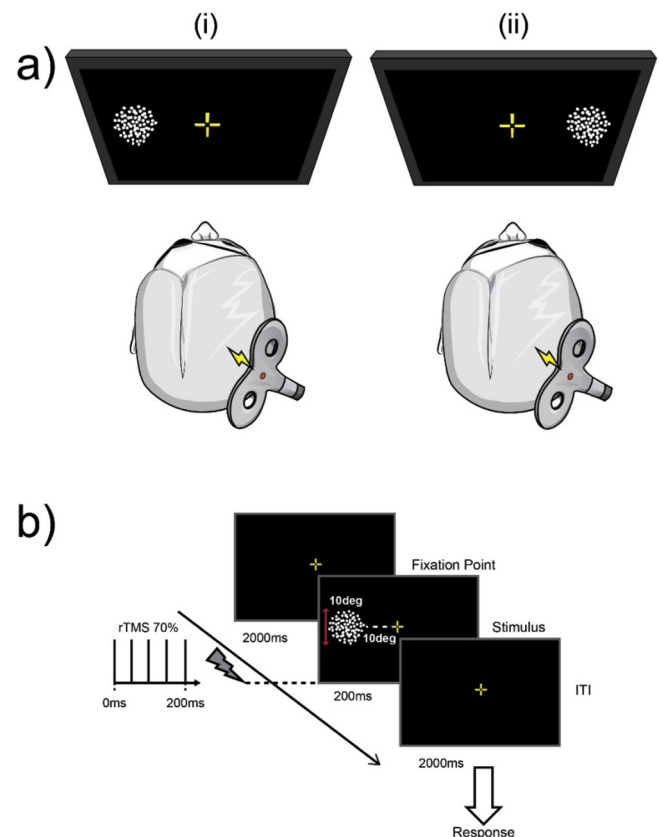 (i)
(ii)
a)
b)
Fixation Point
10deg
10deg
Stimulus
rTMS 70%
2000ms
0ms
200ms
200ms
ITI
2000ms
Response